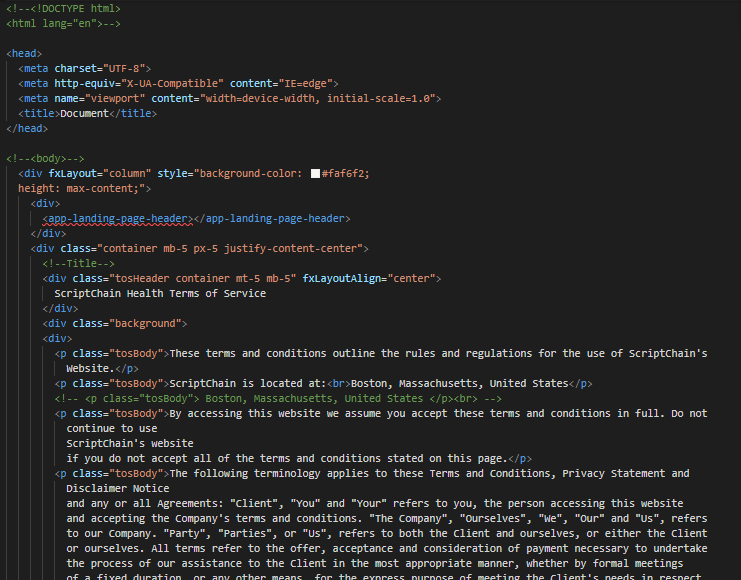 <!--<!DOCTYPE html>
<html lang="en">-->
<head>
<meta charset="UTF-8">
<meta http-equiv="X-UA-Compatible" content="IE=edge">
<meta name="viewport" content="width=device-width, initial-scale=1.0">
<title>Document</title>
</head>
<!--<body>-->
<div fxLayout="column" style="background-color: #faf6f2;
height: max-content;">
<div>
<app-landing-page-header></app-landing-page-header>
</div>
<div class="container mb-5 px-5 justify-content-center">
<!--Title-->
<div class="tosHeader container mt-5 mb-5" fxLayoutAlign="center">
ScriptChain Health Terms of Service
</div>
<div class="background">
<div>
<p class="tosBody">These terms and conditions outline the rules and regulations for the use of ScriptChain's
Website.</p>
<p class="tosBody">ScriptChain is located at:<br>Boston, Massachusetts, United States</p>
<!-- <p class="tosBody"> Boston, Massachusetts, United States </p><br> -->
<p class="tosBody">By accessing this website we assume you accept these terms and conditions in full. Do not
continue to use
ScriptChain's website
if you do not accept all of the terms and conditions stated on this page.</p>
<p class="tosBody">The following terminology applies to these Terms and Conditions, Privacy Statement and
Disclaimer Notice
and any or all Agreements: "Client", "You" and "Your" refers to you, the person accessing this website
and accepting the Company's terms and conditions. "The Company", "Ourselves", "We", "Our" and "Us", refers
to our Company. "Party", "Parties", or "Us", refers to both the Client and ourselves, or either the Client
or ourselves. All terms refer to the offer, acceptance and consideration of payment necessary to undertake
the process of our assistance to the Client in the most appropriate manner, whether by formal meetings
of a fixed duration, or any other means, for the express purpose of meeting the Client's needs in respect